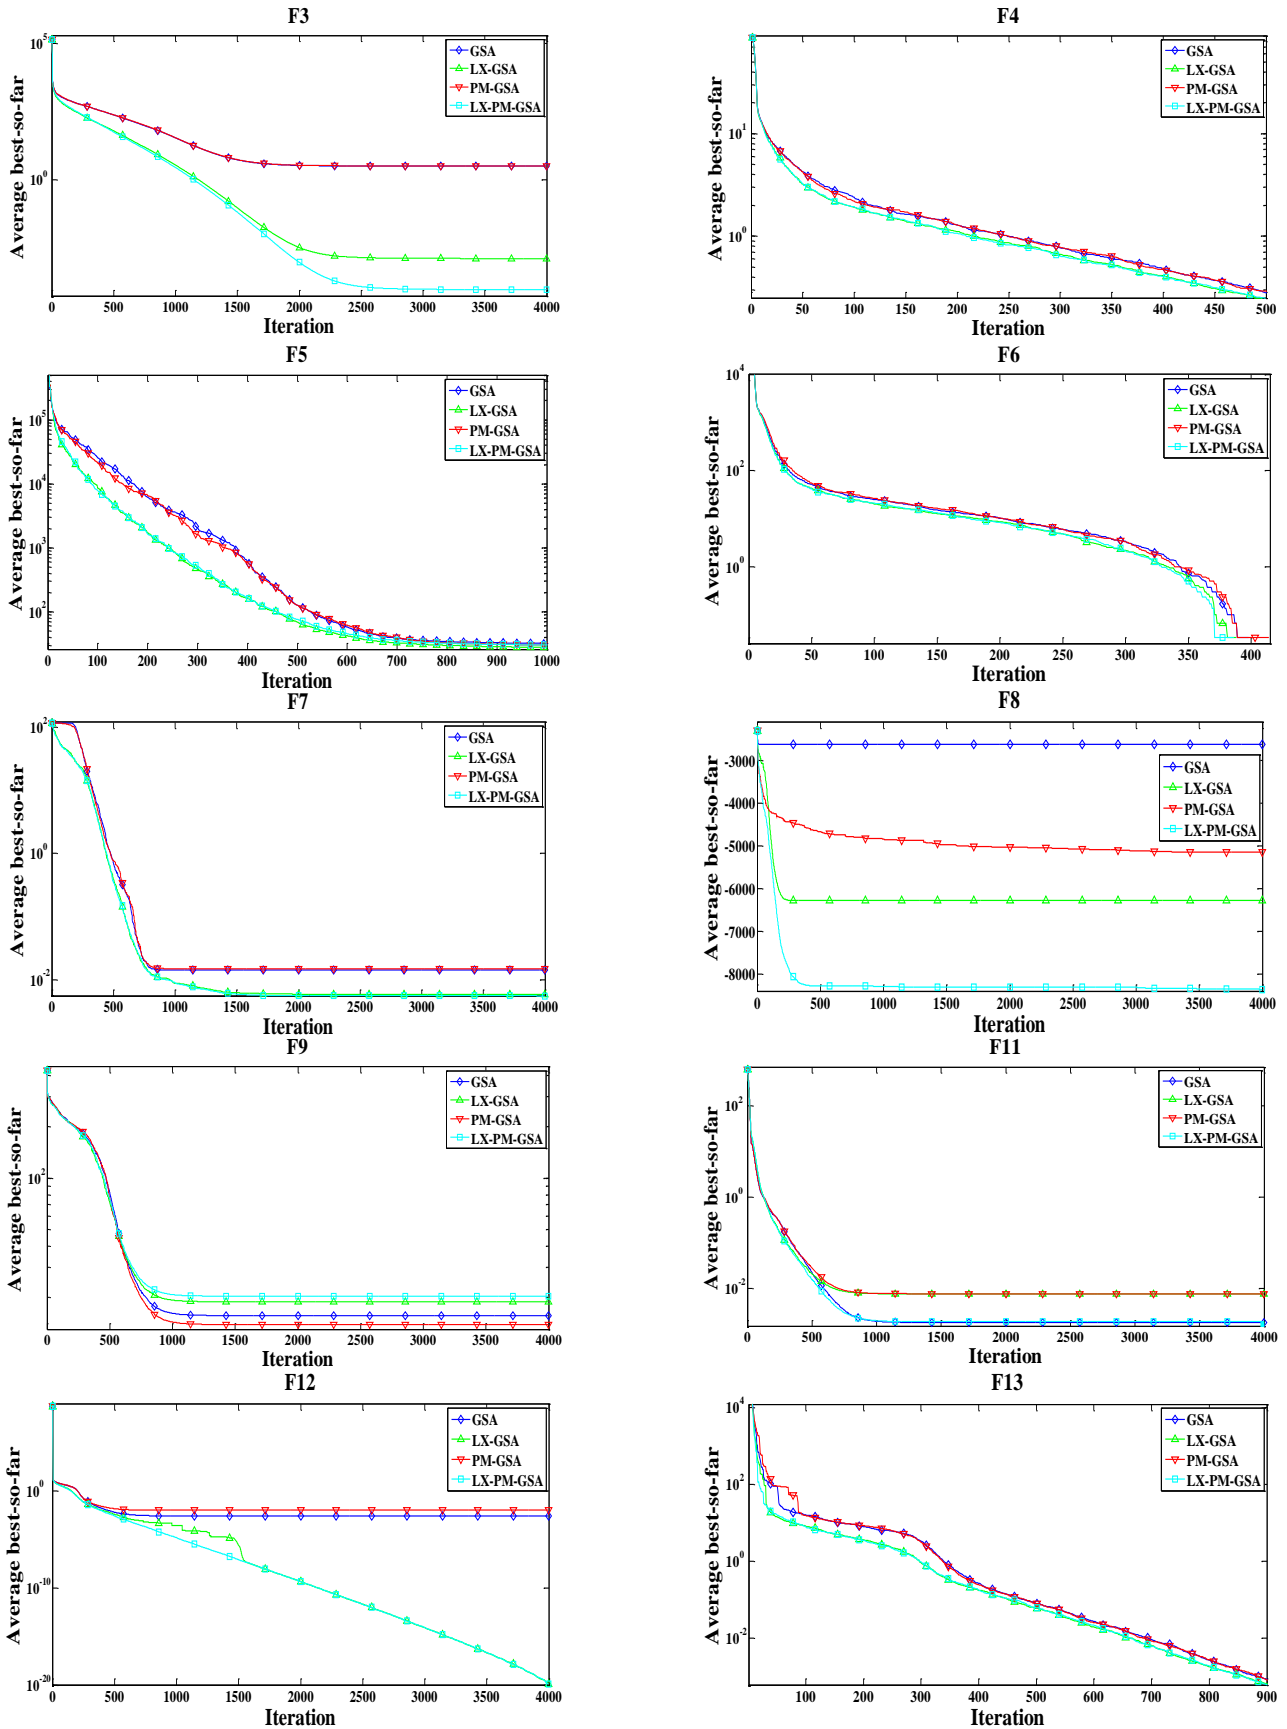 F3
Average best-so-far
10^5
10^0
GSA
LX-GSA
PM-GSA
LX-PM-GSA
0 500 1000 1500 2000 2500 3000 3500 4000
Iteration
F4
Average best-so-far
10^1
10^0
GSA
LX-GSA
PM-GSA
LX-PM-GSA
0 50 100 150 200 250 300 350 400 450 500
Iteration
F5
Average best-so-far
10^5
10^4
10^3
10^2
GSA
LX-GSA
PM-GSA
LX-PM-GSA
0 100 200 300 400 500 600 700 800 900 1000
Iteration
F6
Average best-so-far
10^4
10^2
10^0
GSA
LX-GSA
PM-GSA
LX-PM-GSA
0 50 100 150 200 250 300 350 400
Iteration
F7
Average best-so-far
10^2
10^0
10^-2
GSA
LX-GSA
PM-GSA
LX-PM-GSA
0 500 1000 1500 2000 2500 3000 3500 4000
Iteration
F8
Average best-so-far
-3000
-4000
-5000
-6000
-7000
-8000
GSA
LX-GSA
PM-GSA
LX-PM-GSA
0 500 1000 1500 2000 2500 3000 3500 4000
Iteration
F9
Average best-so-far
10^2
GSA
LX-GSA
PM-GSA
LX-PM-GSA
0 500 1000 1500 2000 2500 3000 3500 4000
Iteration
F11
Average best-so-far
10^2
10^0
10^-2
GSA
LX-GSA
PM-GSA
LX-PM-GSA
0 500 1000 1500 2000 2500 3000 3500 4000
Iteration
F12
Average best-so-far
10^0
10^-10
10^-20
GSA
LX-GSA
PM-GSA
LX-PM-GSA
0 500 1000 1500 2000 2500 3000 3500 4000
Iteration
F13
Average best-so-far
10^4
10^2
10^0
10^-2
GSA
LX-GSA
PM-GSA
LX-PM-GSA
100 200 300 400 500 600 700 800 900
Iteration